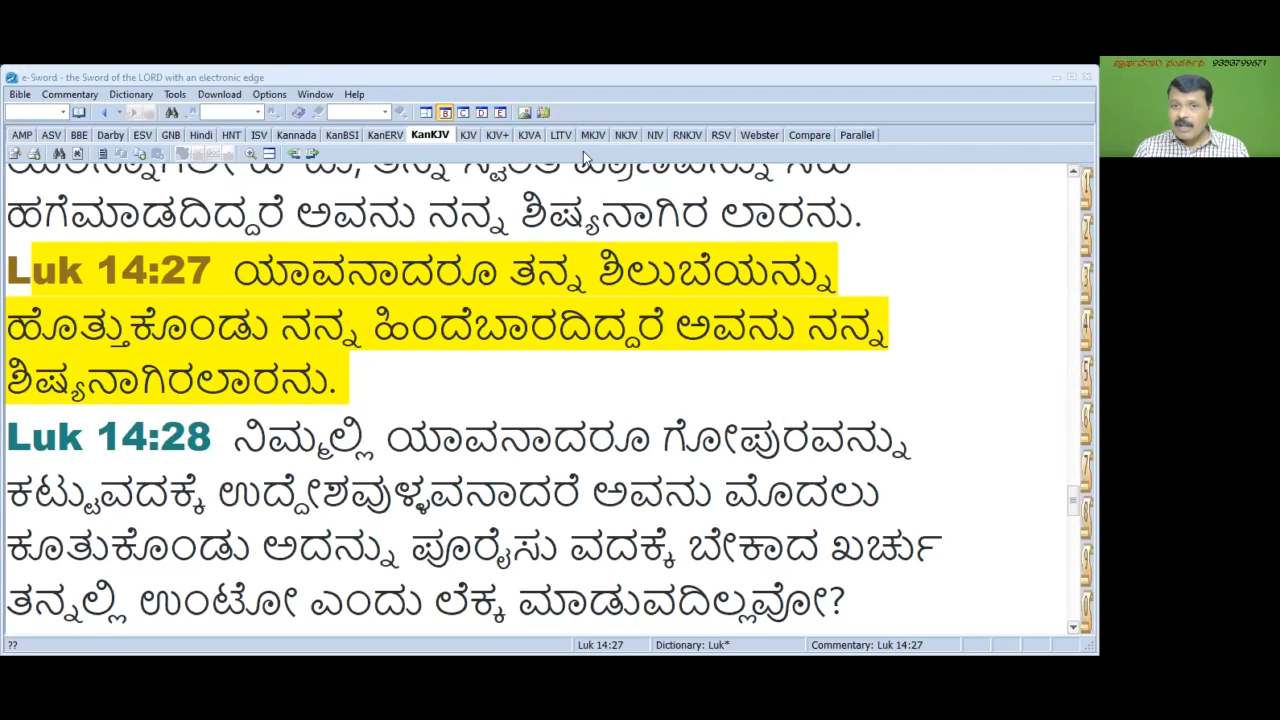 ಪ್ರಾರ್ಥನೆಗಾಗಿ ಸಂಪರ್ಕಿಸಿ 9353799671
e-Sword - the Sword of the LORD with an electronic edge
Bible Commentary Dictionary Tools Download Options Window Help
B C D E
AMP ASV BBE Darby ESV GNB Hindi HNT ISV Kannada KanBSI KanERV KanKJV KJV KJV+ KJVA LITV MKJV NKJV NIV RNKJV RSV Webster Compare Parallel
ಹಗೆಮಾಡದಿದ್ದರೆ ಅವನು ನನ್ನ ಶಿಷ್ಯನಾಗಿರ ಲಾರನು.
Luk 14:27 ಯಾವನಾದರೂ ತನ್ನ ಶಿಲುಬೆಯನ್ನು
ಹೊತ್ತುಕೊಂಡು ನನ್ನ ಹಿಂದೆಬಾರದಿದ್ದರೆ ಅವನು ನನ್ನ
ಶಿಷ್ಯನಾಗಿರಲಾರನು.
Luk 14:28 ನಿಮ್ಮಲ್ಲಿ ಯಾವನಾದರೂ ಗೋಪುರವನ್ನು
ಕಟ್ಟುವದಕ್ಕೆ ಉದ್ದೇಶವುಳ್ಳವನಾದರೆ ಅವನು ಮೊದಲು
ಕೂತುಕೊಂಡು ಅದನ್ನು ಪೂರೈಸು ವದಕ್ಕೆ ಬೇಕಾದ ಖರ್ಚು
ತನ್ನಲ್ಲಿ ಉಂಟೋ ಎಂದು ಲೆಕ್ಕ ಮಾಡುವದಿಲ್ಲವೋ?
?? Luk 14:27 Dictionary: Luk* Commentary: Luk 14:27